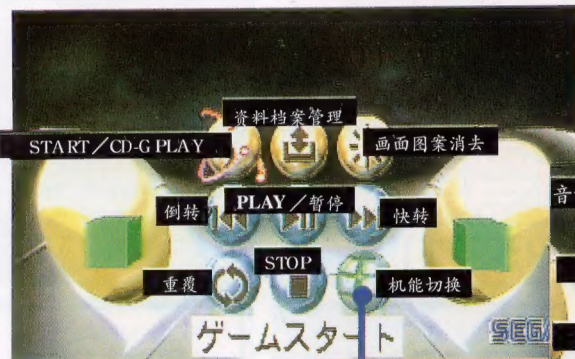 资料档案管理
START／CD-G PLAY
画面图案消去
倒转
PLAY／暂停
快转
音
重覆
STOP
机能切换
ゲームスタート
SEGA